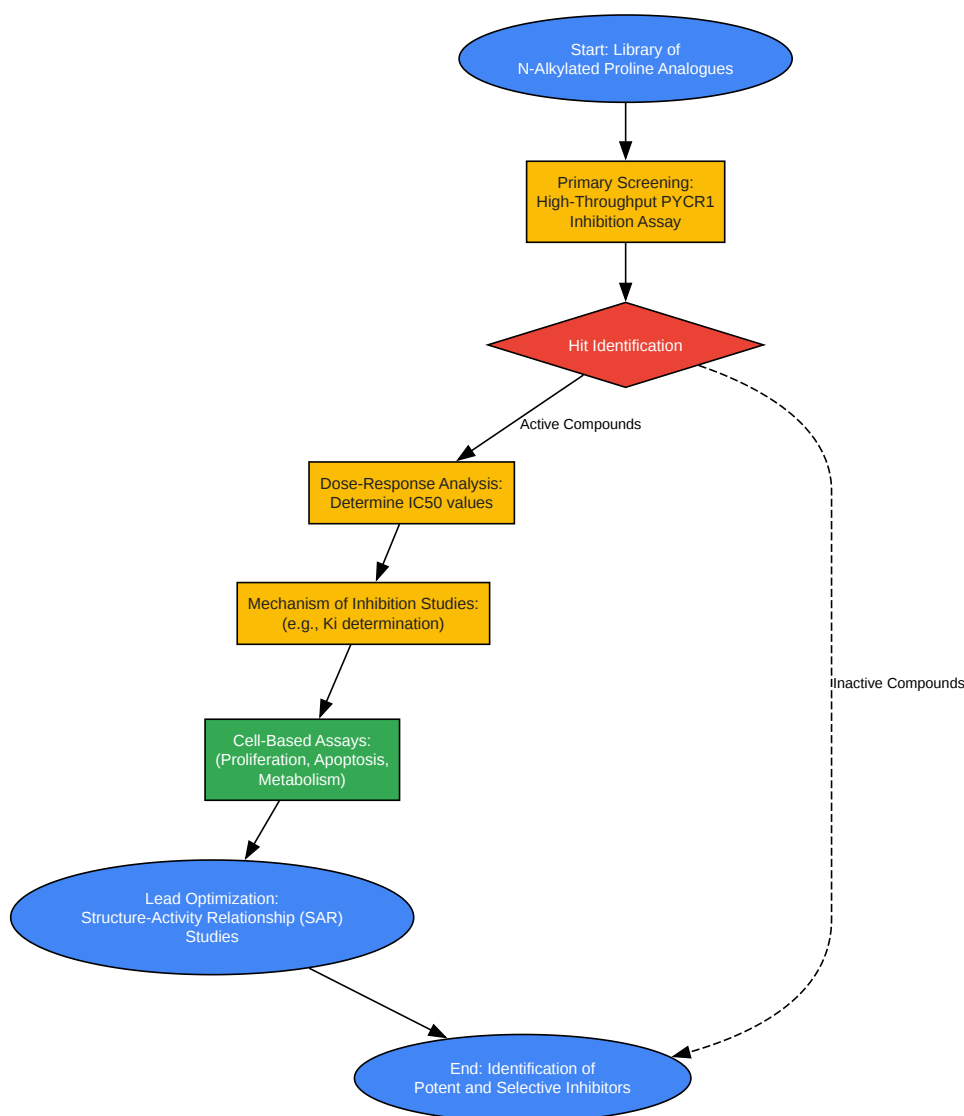 Start: Library of
N-Alkylated Proline Analogues
Primary Screening:
High-Throughput PYCR1
Inhibition Assay
Hit Identification
Active Compounds
Dose-Response Analysis:
Determine IC50 values
Mechanism of Inhibition Studies:
(e.g., Ki determination)
Inactive Compounds
Cell-Based Assays:
(Proliferation, Apoptosis,
Metabolism)
Lead Optimization:
Structure-Activity Relationship (SAR)
Studies
End: Identification of
Potent and Selective Inhibitors